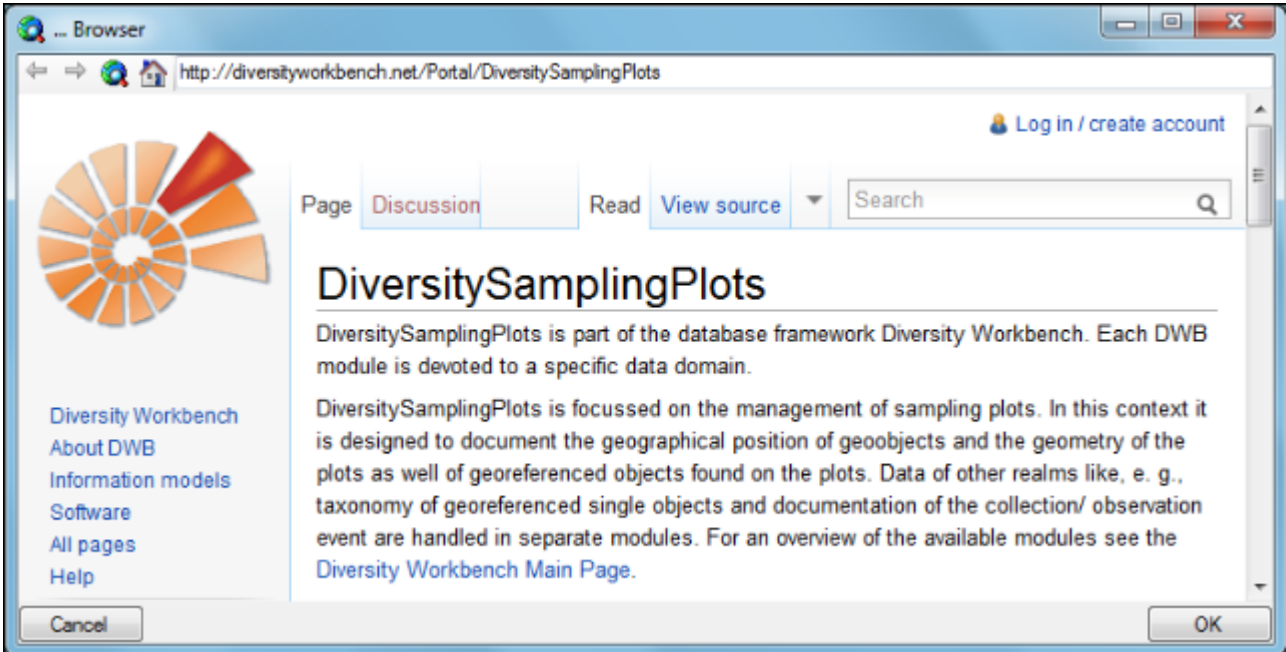 ... Browser
http://diversityworkbench.net/Portal/DiversitySamplingPlots
Log in / create account
Page Discussion Read View source Search
DiversitySamplingPlots
DiversitySamplingPlots is part of the database framework Diversity Workbench. Each DWB
module is devoted to a specific data domain.
DiversitySamplingPlots is focussed on the management of sampling plots. In this context it
is designed to document the geographical position of geoobjects and the geometry of the
plots as well of georeferenced objects found on the plots. Data of other realms like, e. g.,
taxonomy of georeferenced single objects and documentation of the collection/ observation
event are handled in separate modules. For an overview of the available modules see the
Diversity Workbench Main Page.
Diversity Workbench
About DWB
Information models
Software
All pages
Help
Cancel OK